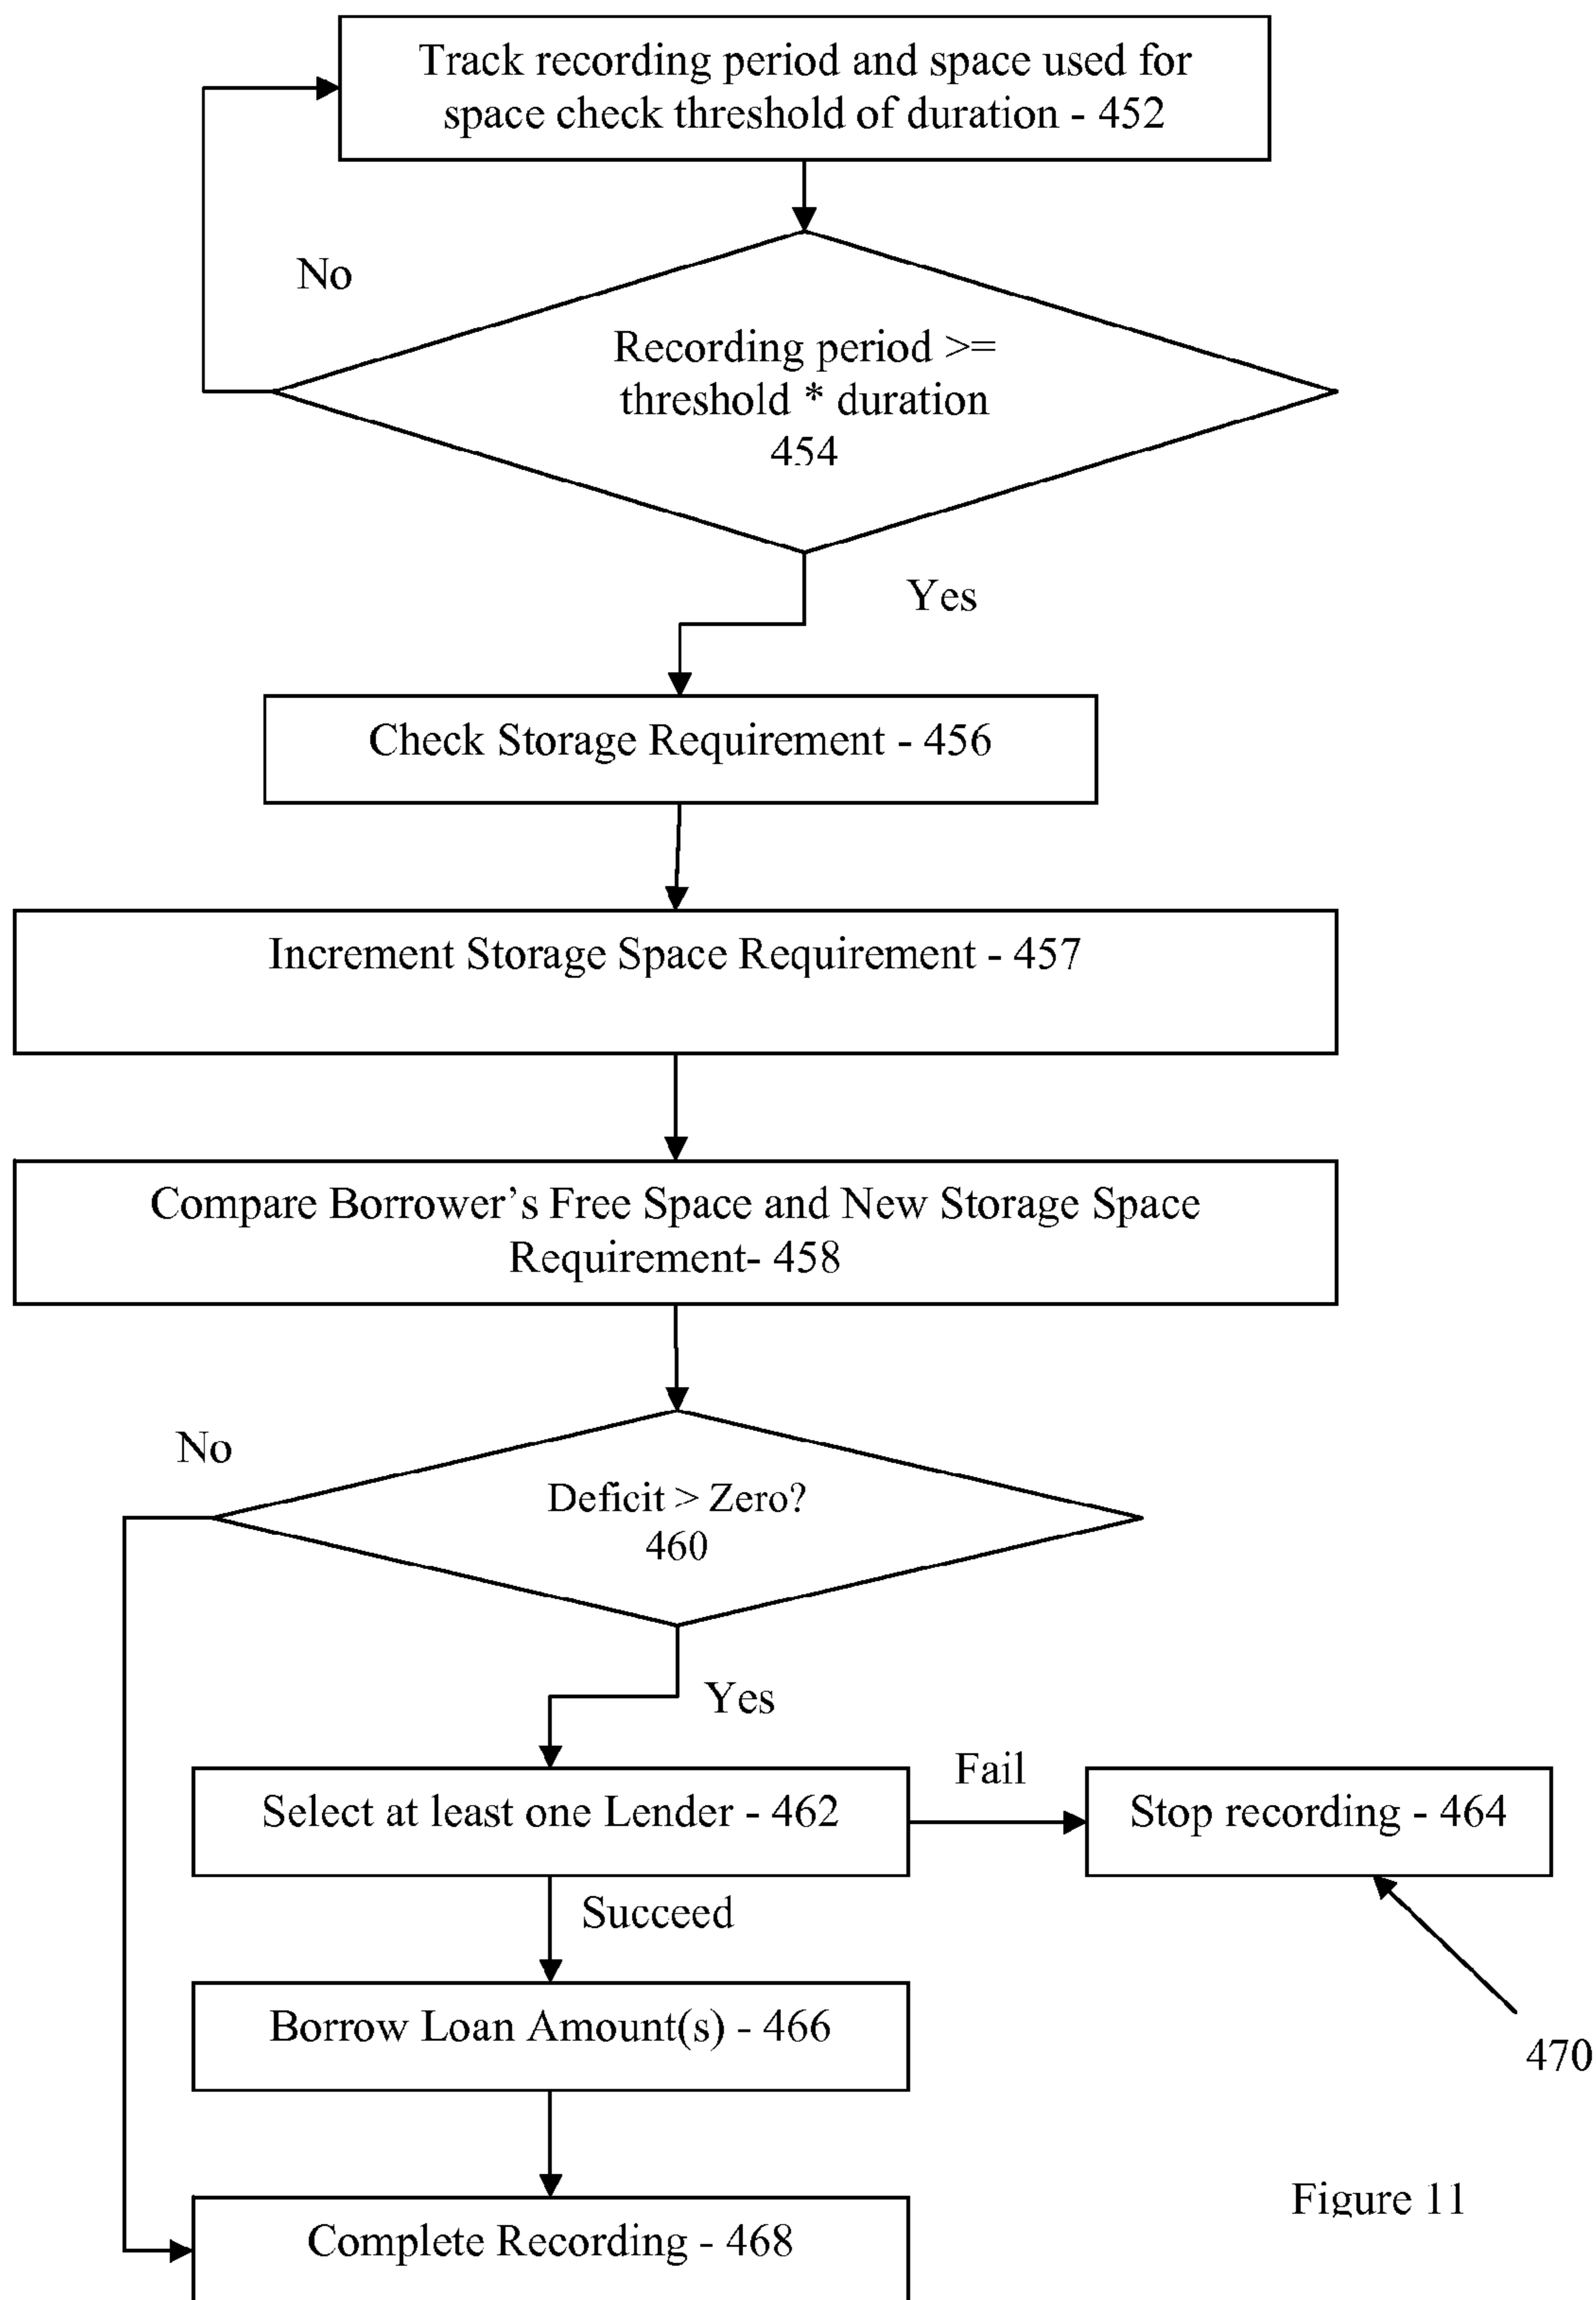 Track recording period and space used for
space check threshold of duration - 452
No
Recording period >=
threshold * duration
454
Yes
Check Storage Requirement - 456
Increment Storage Space Requirement - 457
Compare Borrower’s Free Space and New Storage Space
Requirement- 458
No
Deficit > Zero?
460
Yes
Fail
Select at least one Lender - 462
Stop recording - 464
Succeed
Borrow Loan Amount(s) - 466
470
Figure 11
Complete Recording - 468